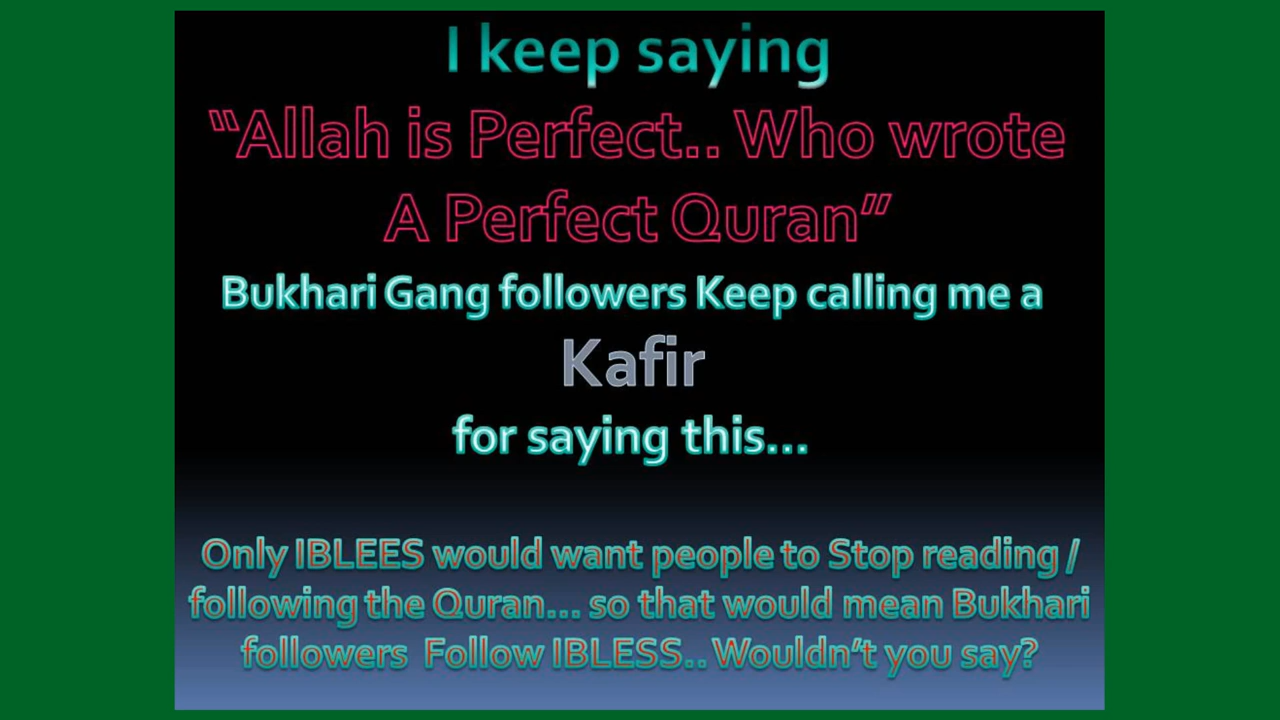 I keep saying
“Allah is Perfect.. Who wrote
A Perfect Quran”
Bukhari Gang followers Keep calling me a
Kafir
for saying this...
Only IBLEES would want people to Stop reading /
following the Quran... so that would mean Bukhari
followers Follow IBLESS.. Wouldn’t you say?